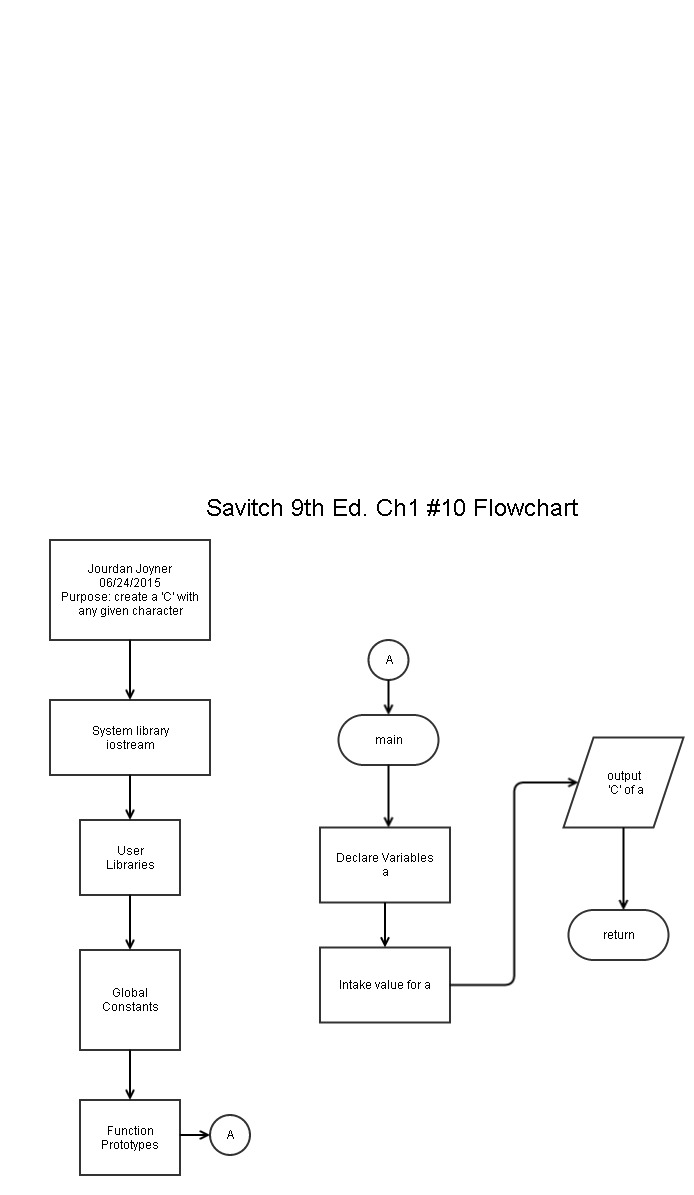 Savitch 9th Ed. Ch1 #10 Flowchart
Jourdan Joyner
06/24/2015
Purpose: create a 'C' with
any given character
System library
iostream
User
Libraries
Global
Constants
Function
Prototypes
A
A
main
Declare Variables
a
Intake value for a
output
'C' of a
return